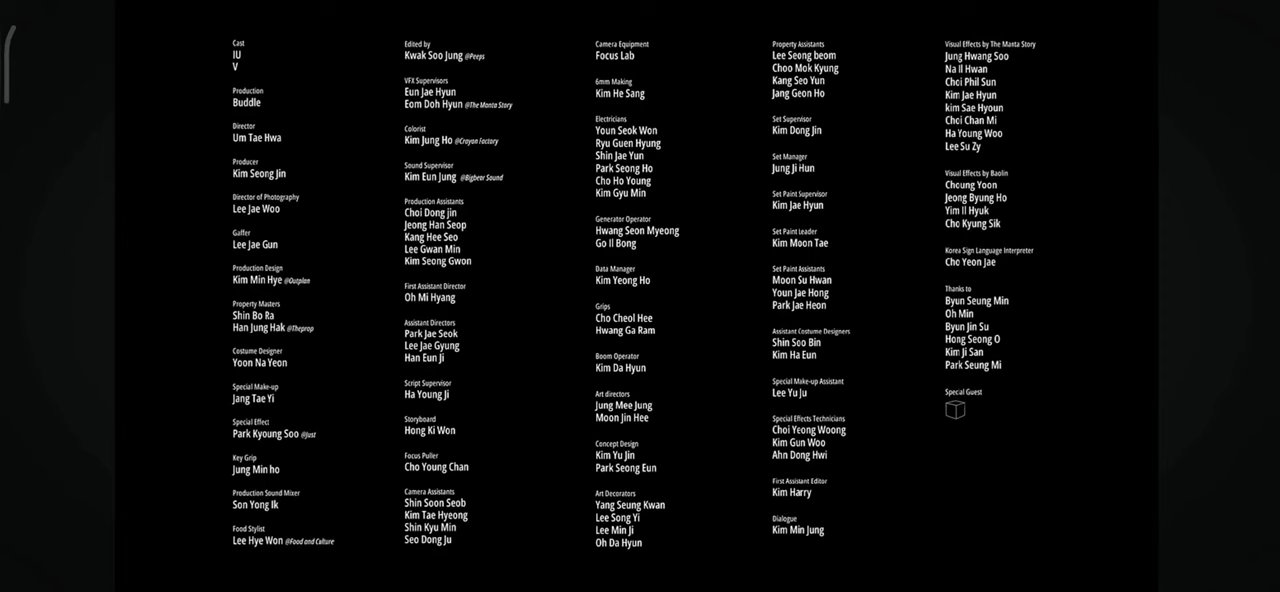 Cast
IU
V
Production
Buddle
Director
Um Tae Hwa
Producer
Kim Seong Jin
Director of Photography
Lee Jae Woo
Gaffer
Lee Jae Gun
Production Design
Kim Min Hye @Outplan
Property Masters
Shin Bo Ra
Han Jung Hak @Theprop
Costume Designer
Yoon Na Yeon
Special Make-up
Jang Tae Yi
Special Effect
Park Kyoung Soo @Just
Key Grip
Jung Min ho
Production Sound Mixer
Son Yong Ik
Food Stylist
Lee Hye Won @Food and Culture
Edited by
Kwak Soo Jung @Peeps
VFX Supervisors
Eun Jae Hyun
Eom Doh Hyun @The Manta Story
Colorist
Kim Jung Ho @Crayon Factory
Sound Supervisor
Kim Eun Jung @Bigbear Sound
Production Assistants
Choi Dong jin
Jeong Han Seop
Kang Hee Seo
Lee Gwan Min
Kim Seong Gwon
First Assistant Director
Oh Mi Hyang
Assistant Directors
Park Jae Seok
Lee Jae Gyung
Han Eun Ji
Script Supervisor
Ha Young Ji
Storyboard
Hong Ki Won
Focus Puller
Cho Young Chan
Camera Assistants
Shin Soon Seob
Kim Tae Hyeong
Shin Kyu Min
Seo Dong Ju
Camera Equipment
Focus Lab
6mm Making
Kim He Sang
Electricians
Youn Seok Won
Ryu Guen Hyung
Shin Jae Yun
Park Seong Ho
Cho Ho Young
Kim Gyu Min
Generator Operator
Hwang Seon Myeong
Go Il Bong
Data Manager
Kim Yeong Ho
Grips
Cho Cheol Hee
Hwang Ga Ram
Boom Operator
Kim Da Hyun
Art directors
Jung Mee Jung
Moon Jin Hee
Concept Design
Kim Yu Jin
Park Seong Eun
Art Decorators
Yang Seung Kwan
Lee Song Yi
Lee Min Ji
Oh Da Hyun
Property Assistants
Lee Seong beom
Choo Mok Kyung
Kang Seo Yun
Jang Geon Ho
Set Supervisor
Kim Dong Jin
Set Manager
Jung Ji Hun
Set Paint Supervisor
Kim Jae Hyun
Set Paint Leader
Kim Moon Tae
Set Paint Assistants
Moon Su Hwan
Youn Jae Hong
Park Jae Heon
Assistant Costume Designers
Shin Soo Bin
Kim Ha Eun
Special Make-up Assistant
Lee Yu Ju
Special Effects Technicians
Choi Yeong Woong
Kim Gun Woo
Ahn Dong Hwi
First Assistant Editor
Kim Harry
Dialogue
Kim Min Jung
Visual Effects by The Manta Story
Jung Hwang Soo
Na Il Hwan
Choi Phil Sun
Kim Jae Hyun
kim Sae Hyoun
Choi Chan Mi
Ha Young Woo
Lee Su Zy
Visual Effects by Baolin
Choung Yoon
Jeong Byung Ho
Yim Il Hyuk
Cho Kyung Sik
Korea Sign Language Interpreter
Cho Yeon Jae
Thanks to
Byun Seung Min
Oh Min
Byun Jin Su
Hong Seong O
Kim Ji San
Park Seung Mi
Special Guest